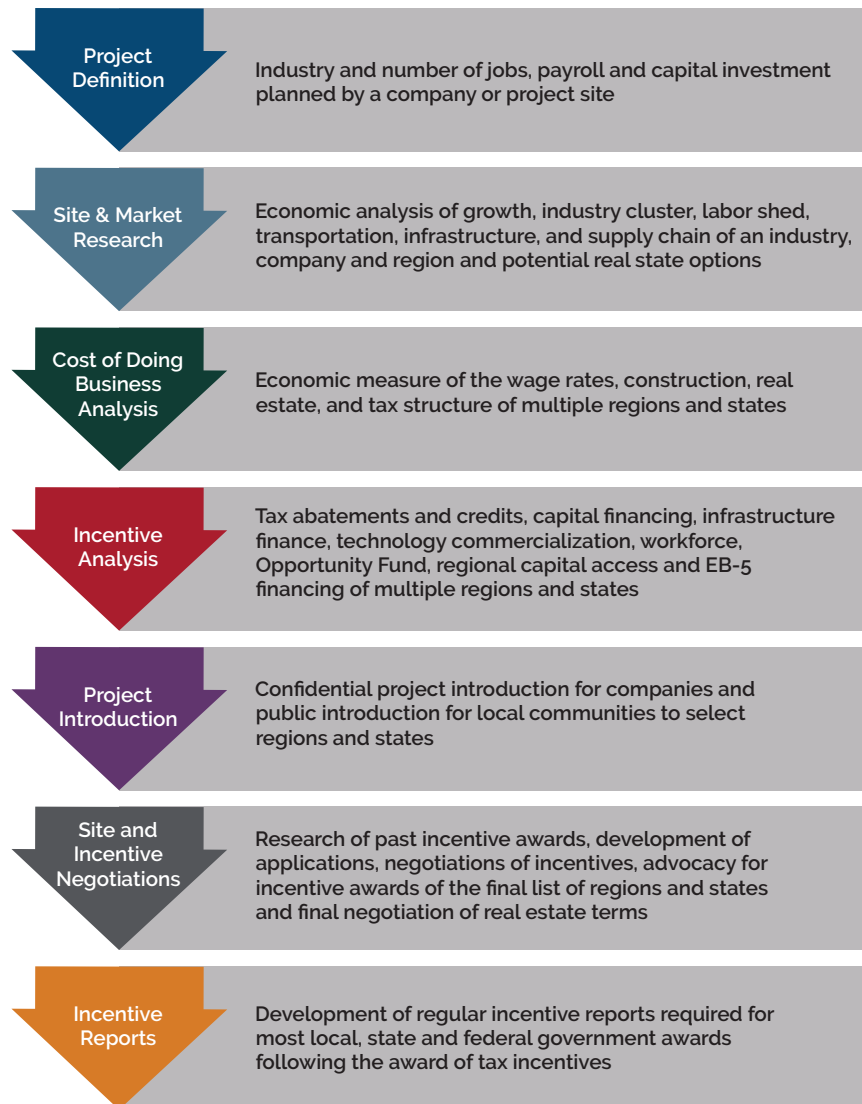 Project
Definition
Industry and number of jobs, payroll and capital investment
planned by a company or project site
Site & Market
Research
Economic analysis of growth, industry cluster, labor shed,
transportation, infrastructure, and supply chain of an industry,
company and region and potential real state options
Cost of Doing
Business
Analysis
Economic measure of the wage rates, construction, real
estate, and tax structure of multiple regions and states
Incentive
Analysis
Tax abatements and credits, capital financing, infrastructure
finance, technology commercialization, workforce,
Opportunity Fund, regional capital access and EB-5
financing of multiple regions and states
Project
Introduction
Confidential project introduction for companies and
public introduction for local communities to select
regions and states
Site and
Incentive
Negotiations
Research of past incentive awards, development of
applications, negotiations of incentives, advocacy for
incentive awards of the final list of regions and states
and final negotiation of real estate terms
Incentive
Reports
Development of regular incentive reports required for
most local, state and federal government awards
following the award of tax incentives